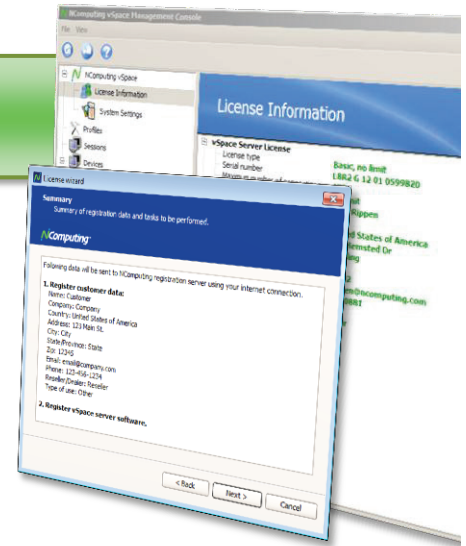 NComputing vSpace Management Console
File View
NComputing vSpace
License Information
System Settings
Profiles
Sessions
Devices
License Information
vSpace Server License
License type
Basic, no limit
Serial number
Rippen
States of America
Hemsted Dr
License wizard
Summary
Summary of registration data and tasks to be performed.
NComputing
Following data will be sent to NComputing registration server using your internet connection.
1. Register customer data:
Name: Customer
Company: Company
Country: United States of America
Address: 123 Main St.
City: City
State/Province: State
Zip: 12345
Email: email@company.com
Phone: 123-456-1234
Reseller/Dealer: Reseller
Type of use: Other
2. Register vSpace server software.
< Back
Next >
Cancel